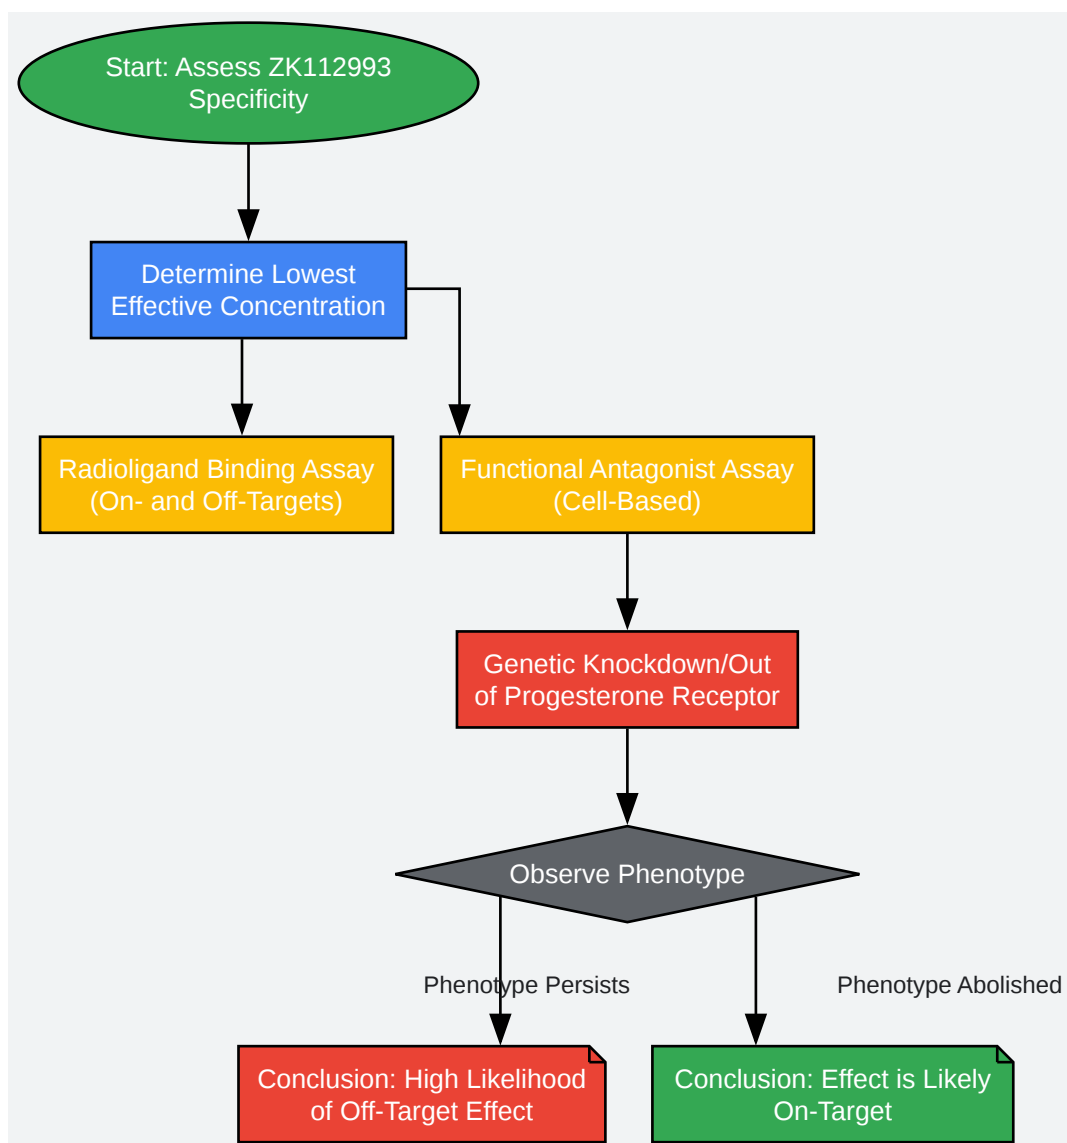 Start: Assess ZK112993
Specificity
Determine Lowest
Effective Concentration
Radioligand Binding Assay
(On- and Off-Targets)
Functional Antagonist Assay
(Cell-Based)
Genetic Knockdown/Out
of Progesterone Receptor
Observe Phenotype
Phenotype Persists
Phenotype Abolished
Conclusion: High Likelihood
of Off-Target Effect
Conclusion: Effect is Likely
On-Target